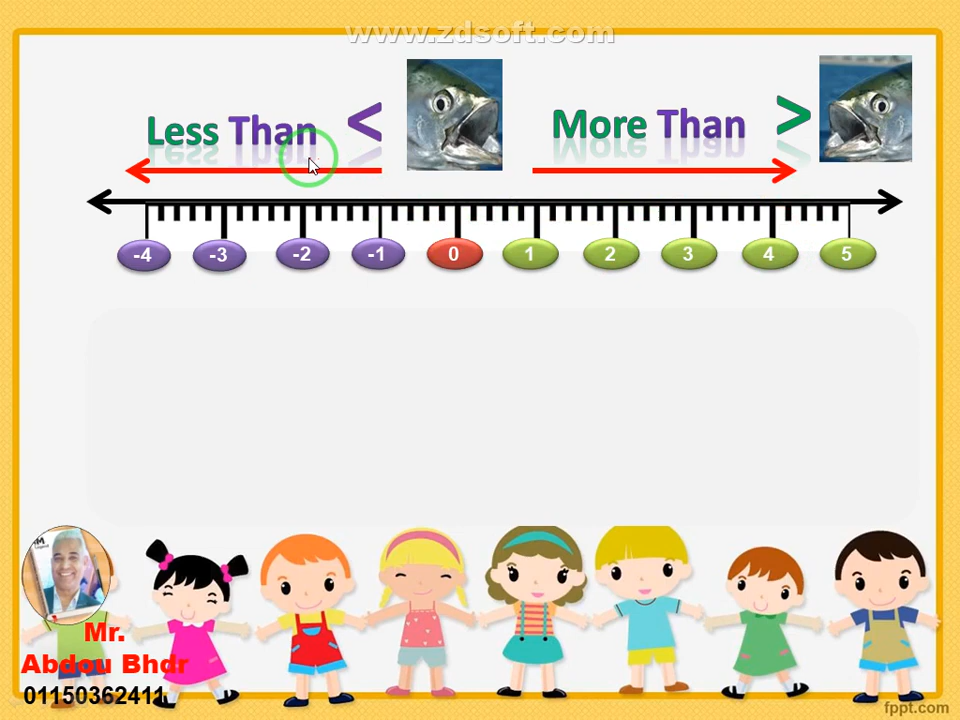 www.zdsoft.com
Less Than <
More Than >
-4 -3 -2 -1 0 1 2 3 4 5
Mr.
Abdou Bhdr
01150362411
fppt.com